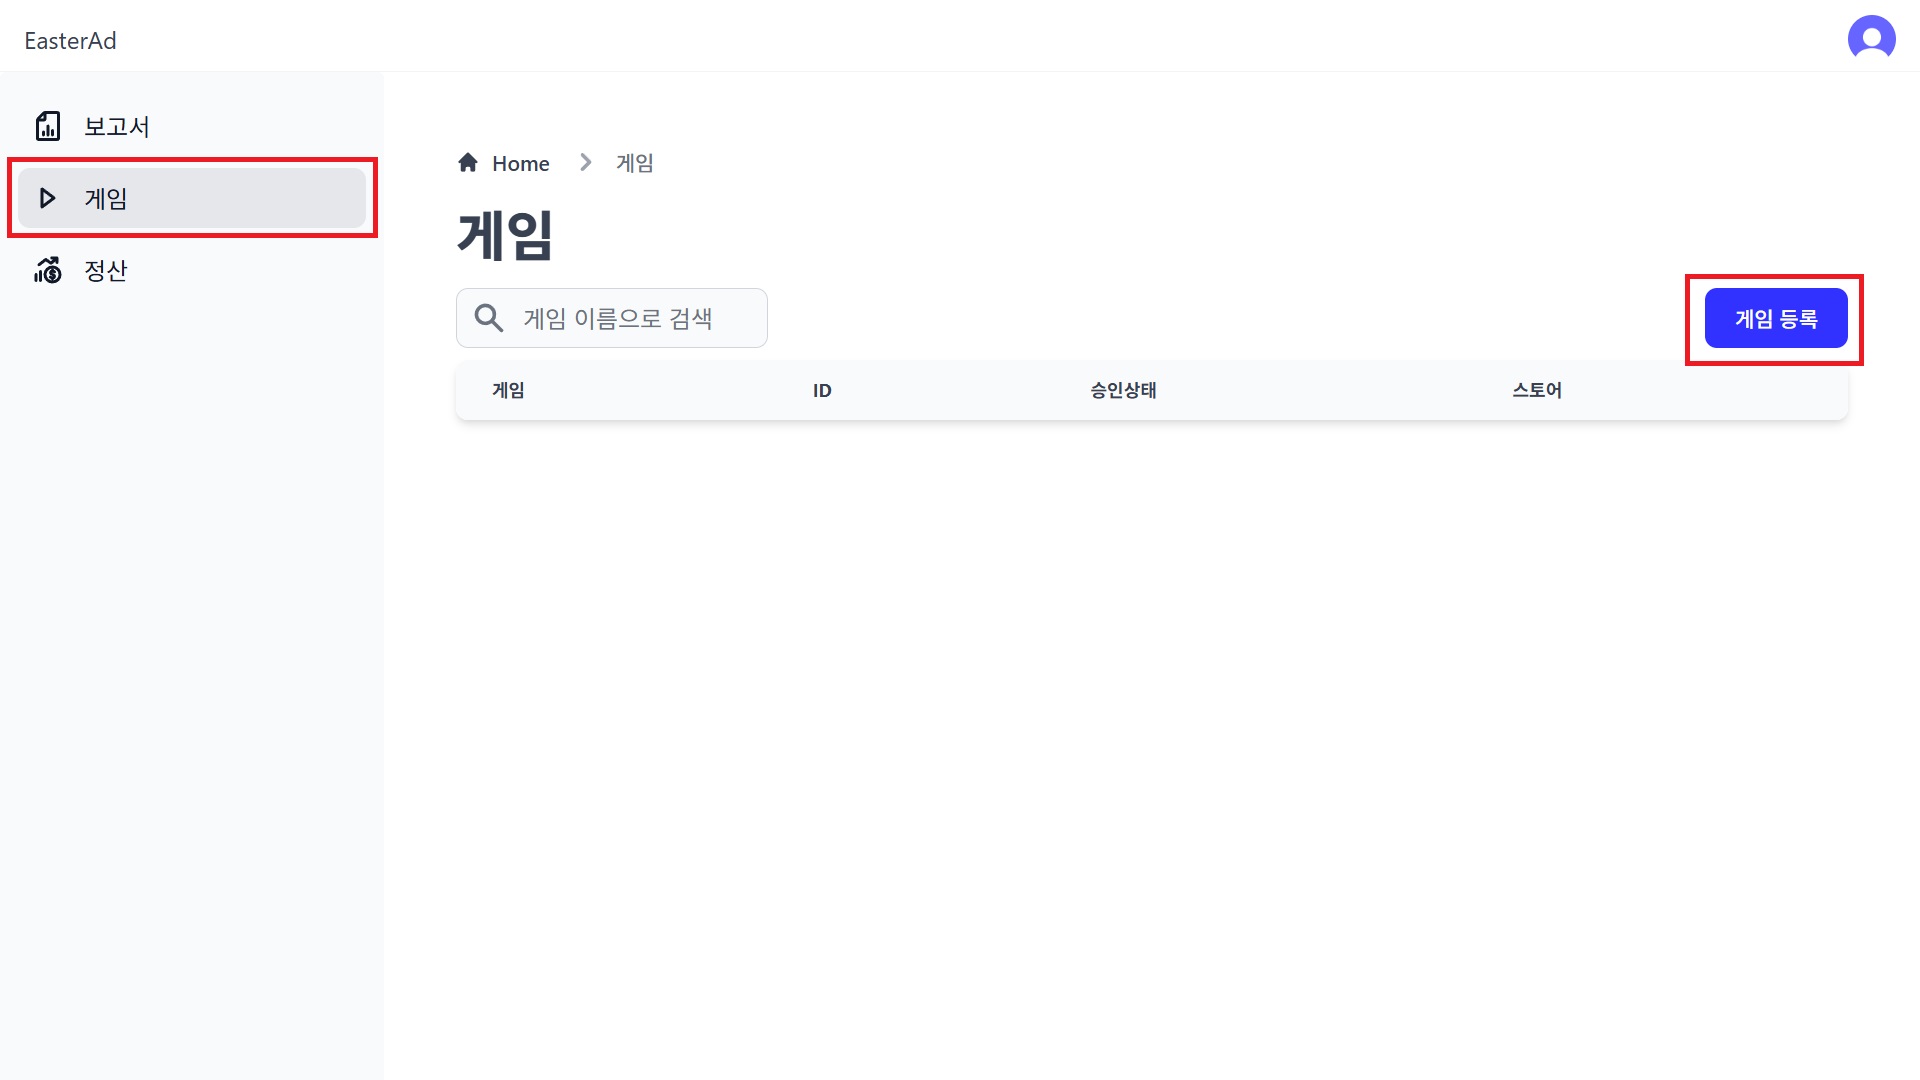 EasterAd
보고서
게임
정산
Home
게임
게임
게임 이름으로 검색
게임 등록
게임 ID 승인상태 스토어